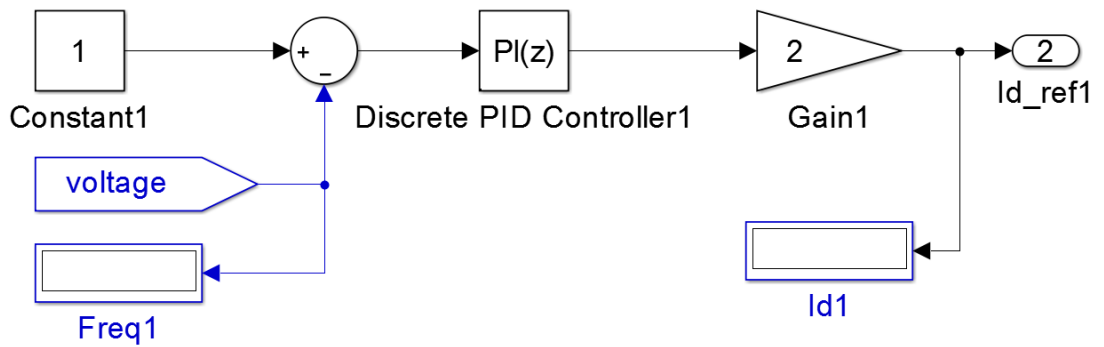 1
+
−
PI(z)
2
2
Constant1
Discrete PID Controller1
Gain1
Id_ref1
voltage
Freq1
Id1